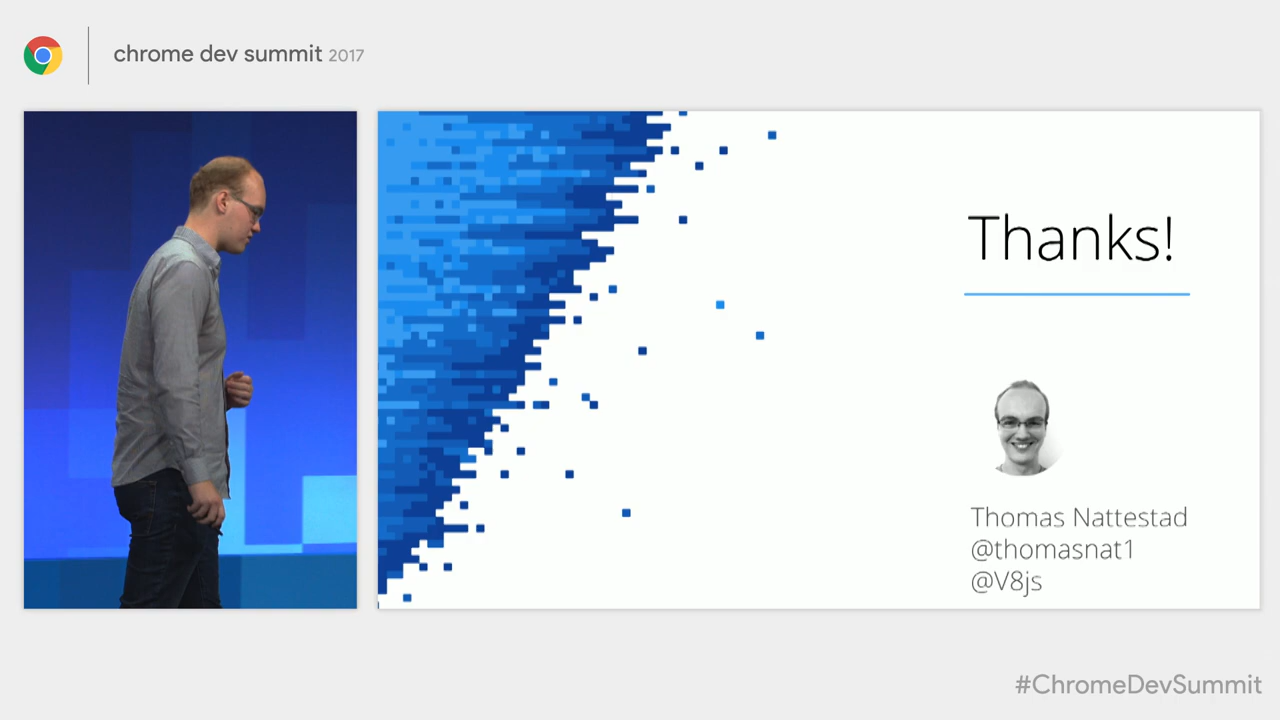 chrome dev summit 2017
Thanks!
Thomas Nattestad
@thomasnat1
@V8js
#ChromeDevSummit